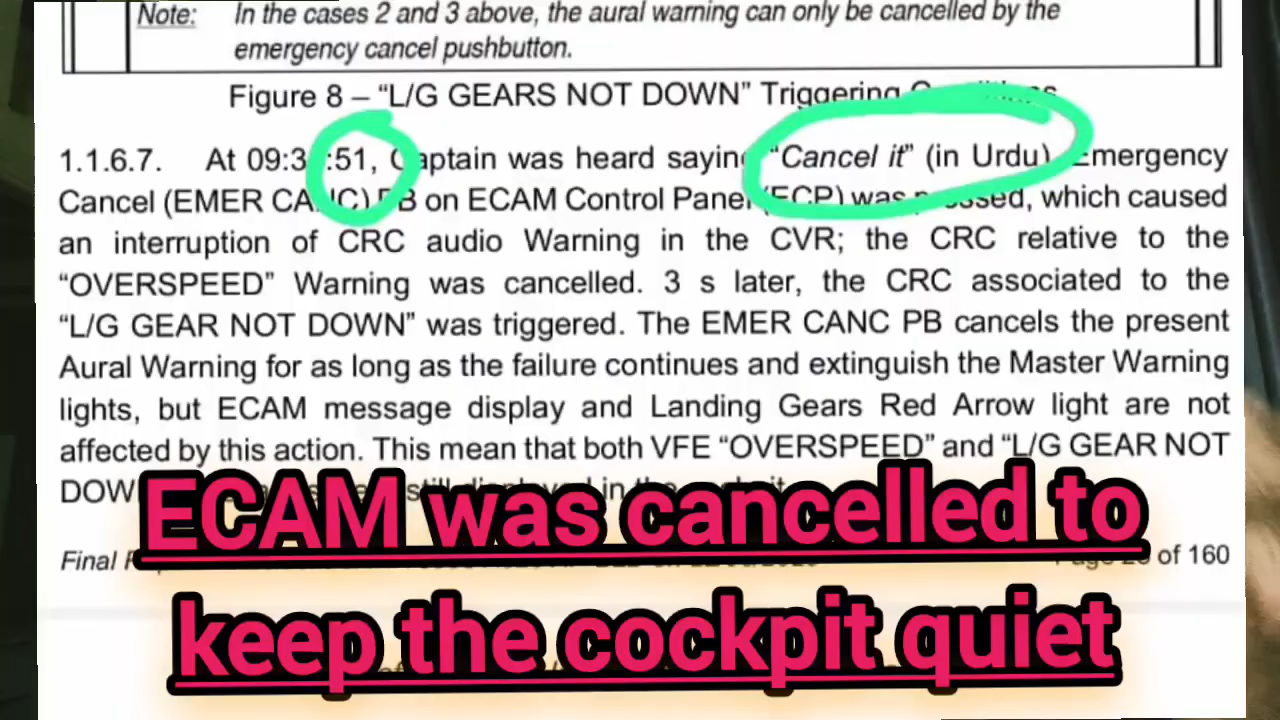 Note: In the cases 2 and 3 above, the aural warning can only be cancelled by the
emergency cancel pushbutton.
Figure 8 – “L/G GEARS NOT DOWN” Triggering
1.1.6.7. At :51, Captain was heard saying “Cancel it” (in Urdu). Emergency
Cancel (EMER CANC) PB on ECAM Control Panel (ECP) was pressed, which caused
an interruption of CRC audio Warning in the CVR; the CRC relative to the
“OVERSPEED” Warning was cancelled. 3 s later, the CRC associated to the
“L/G GEAR NOT DOWN” was triggered. The EMER CANC PB cancels the present
Aural Warning for as long as the failure continues and extinguish the Master Warning
lights, but ECAM message display and Landing Gears Red Arrow light are not
affected by this action. This mean that both VFE “OVERSPEED” and “L/G GEAR NOT
ECAM was cancelled to
Final of 160
keep the cockpit quiet